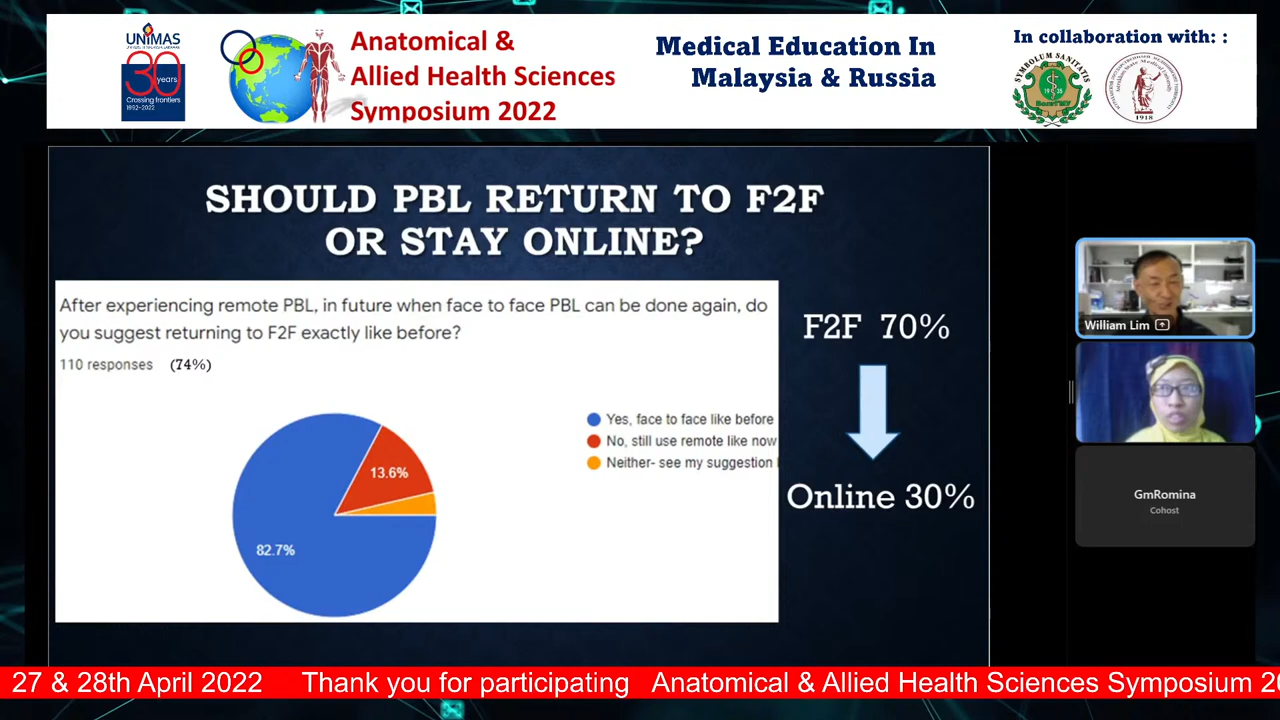 UNIMAS
30 years
Crossing frontiers
1992-2022
Anatomical &
Allied Health Sciences
Symposium 2022
Medical Education In
Malaysia & Russia
In collaboration with: :
SYMBOLUM SANITATIS
1935
1918
SHOULD PBL RETURN TO F2F
OR STAY ONLINE?
After experiencing remote PBL, in future when face to face PBL can be done again, do
you suggest returning to F2F exactly like before?
110 responses (74%)
Yes, face to face like before
No, still use remote like now
Neither- see my suggestion
13.6%
82.7%
F2F 70%
Online 30%
William Lim
GmRomina
Cohost
27 & 28th April 2022 Thank you for participating Anatomical & Allied Health Sciences Symposium 20